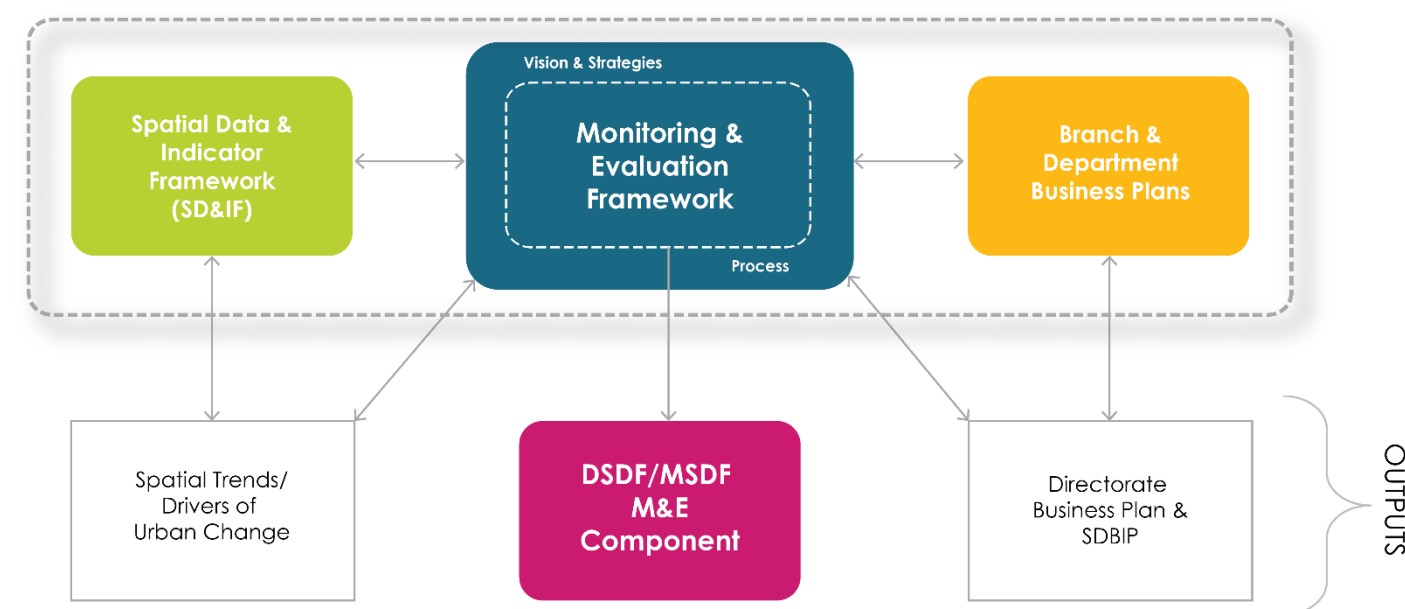 Vision & Strategies
Spatial Data &
Indicator
Framework
(SD&IF)
Monitoring &
Evaluation
Framework
Process
Branch &
Department
Business Plans
Spatial Trends/
Drivers of
Urban Change
DSDF/MSDF
M&E
Component
Directorate
Business Plan &
SDBIP
OUTPUTS